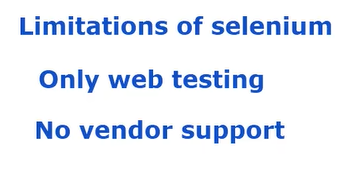 Limitations of selenium
Only web testing
No vendor support